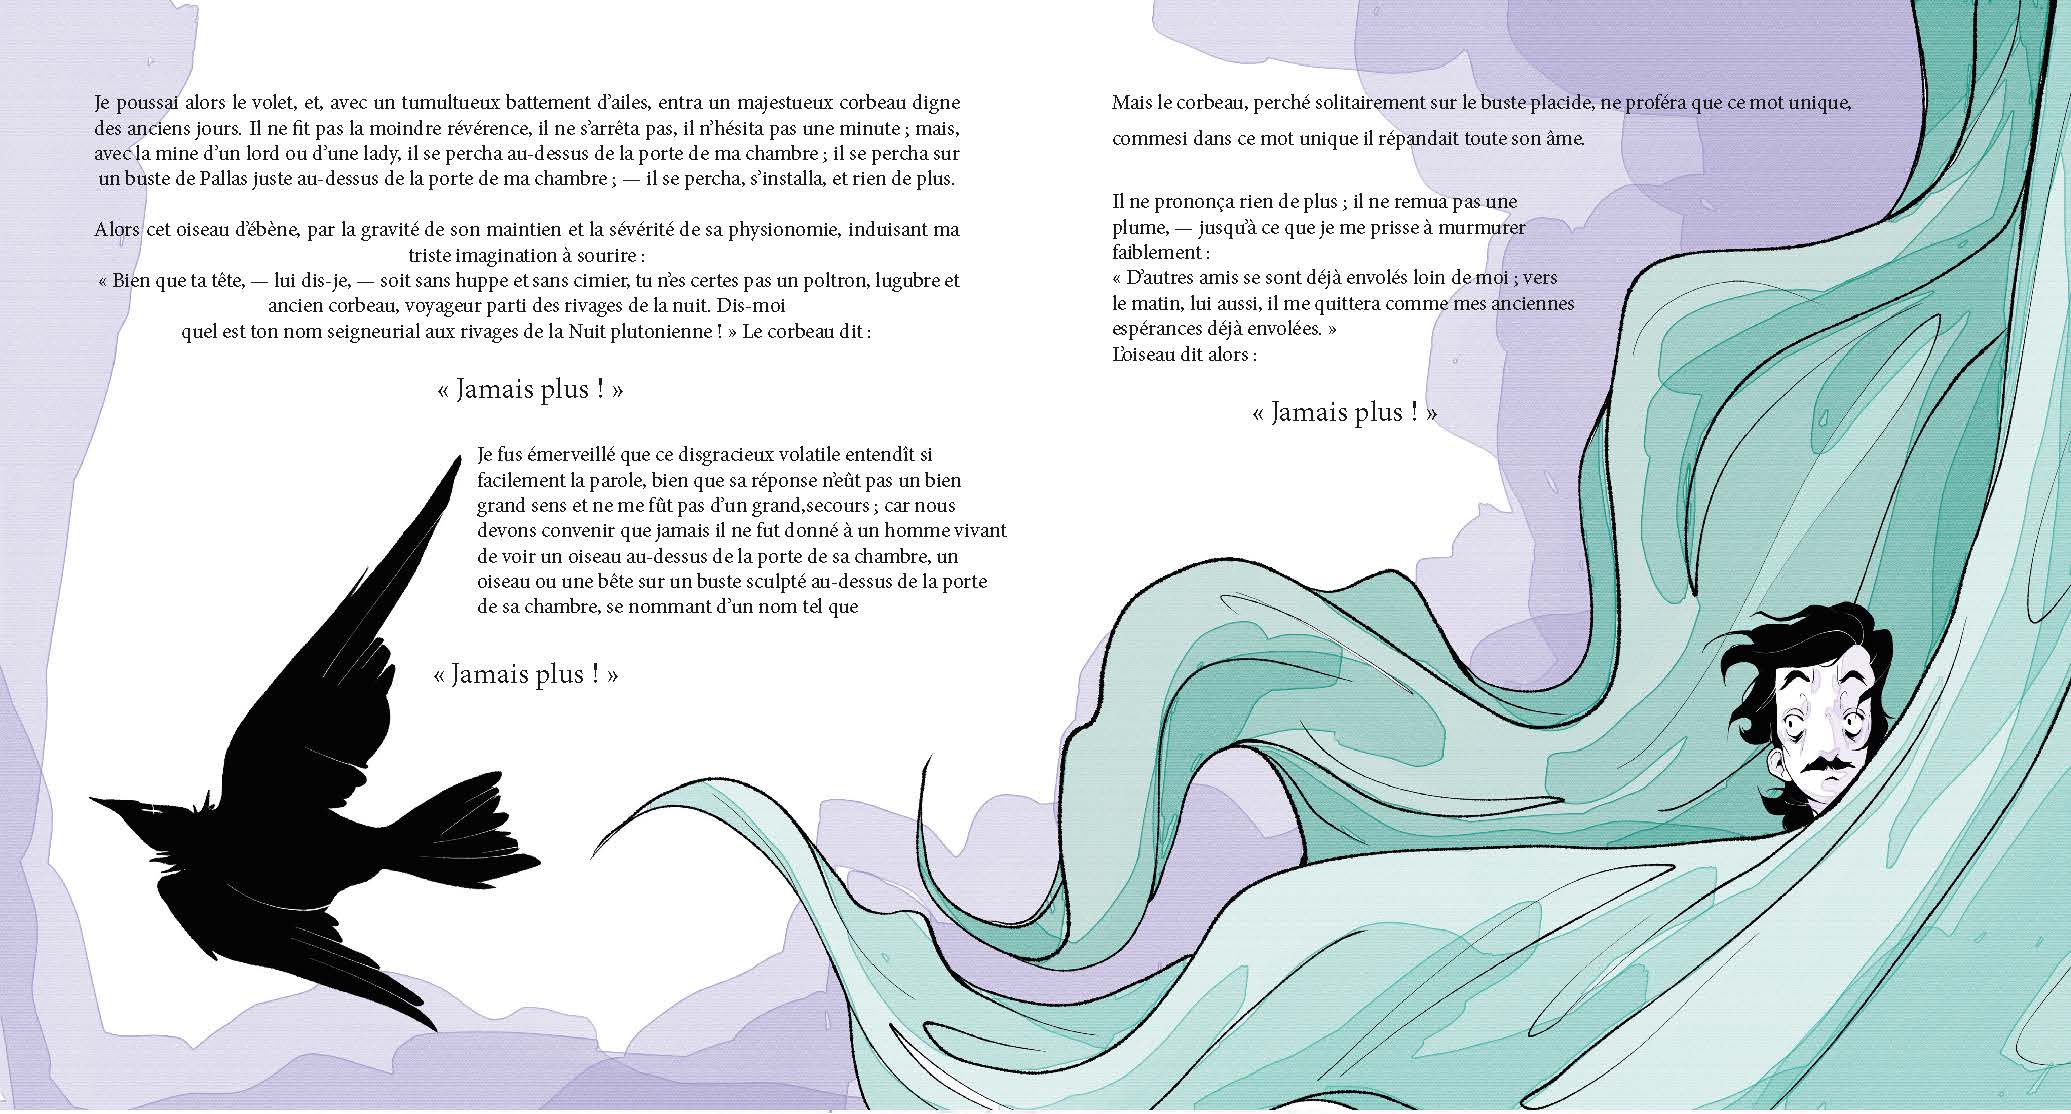 Je poussai alors le volet, et, avec un tumultueux battement d’ailes, entra un majestueux corbeau digne
des anciens jours. Il ne fit pas la moindre révérence, il ne s’arrêta pas, il n’hésita pas une minute ; mais,
avec la mine d’un lord ou d’une lady, il se percha au-dessus de la porte de ma chambre ; il se percha sur
un buste de Pallas juste au-dessus de la porte de ma chambre ; — il se percha, s’installa, et rien de plus.
Alors cet oiseau d’ébène, par la gravité de son maintien et la sévérité de sa physionomie, induisant ma
triste imagination à sourire :
« Bien que ta tête, — lui dis-je, — soit sans huppe et sans cimier, tu n’es certes pas un poltron, lugubre et
ancien corbeau, voyageur parti des rivages de la nuit. Dis-moi
quel est ton nom seigneurial aux rivages de la Nuit plutonienne ! » Le corbeau dit :
« Jamais plus ! »
Je fus émerveillé que ce disgracieux volatile entendît si
facilement la parole, bien que sa réponse n’eût pas un bien
grand sens et ne me fût pas d’un grand,secours ; car nous
devons convenir que jamais il ne fut donné à un homme vivant
de voir un oiseau au-dessus de la porte de sa chambre, un
oiseau ou une bête sur un buste sculpté au-dessus de la porte
de sa chambre, se nommant d’un nom tel que
« Jamais plus ! »
Mais le corbeau, perché solitairement sur le buste placide, ne proféra que ce mot unique,
commesi dans ce mot unique il répandait toute son âme.
Il ne prononça rien de plus ; il ne remua pas une
plume, — jusqu’à ce que je me prisse à murmurer
faiblement :
« D’autres amis se sont déjà envolés loin de moi ; vers
le matin, lui aussi, il me quittera comme mes anciennes
espérances déjà envolées. »
L’oiseau dit alors :
« Jamais plus ! »